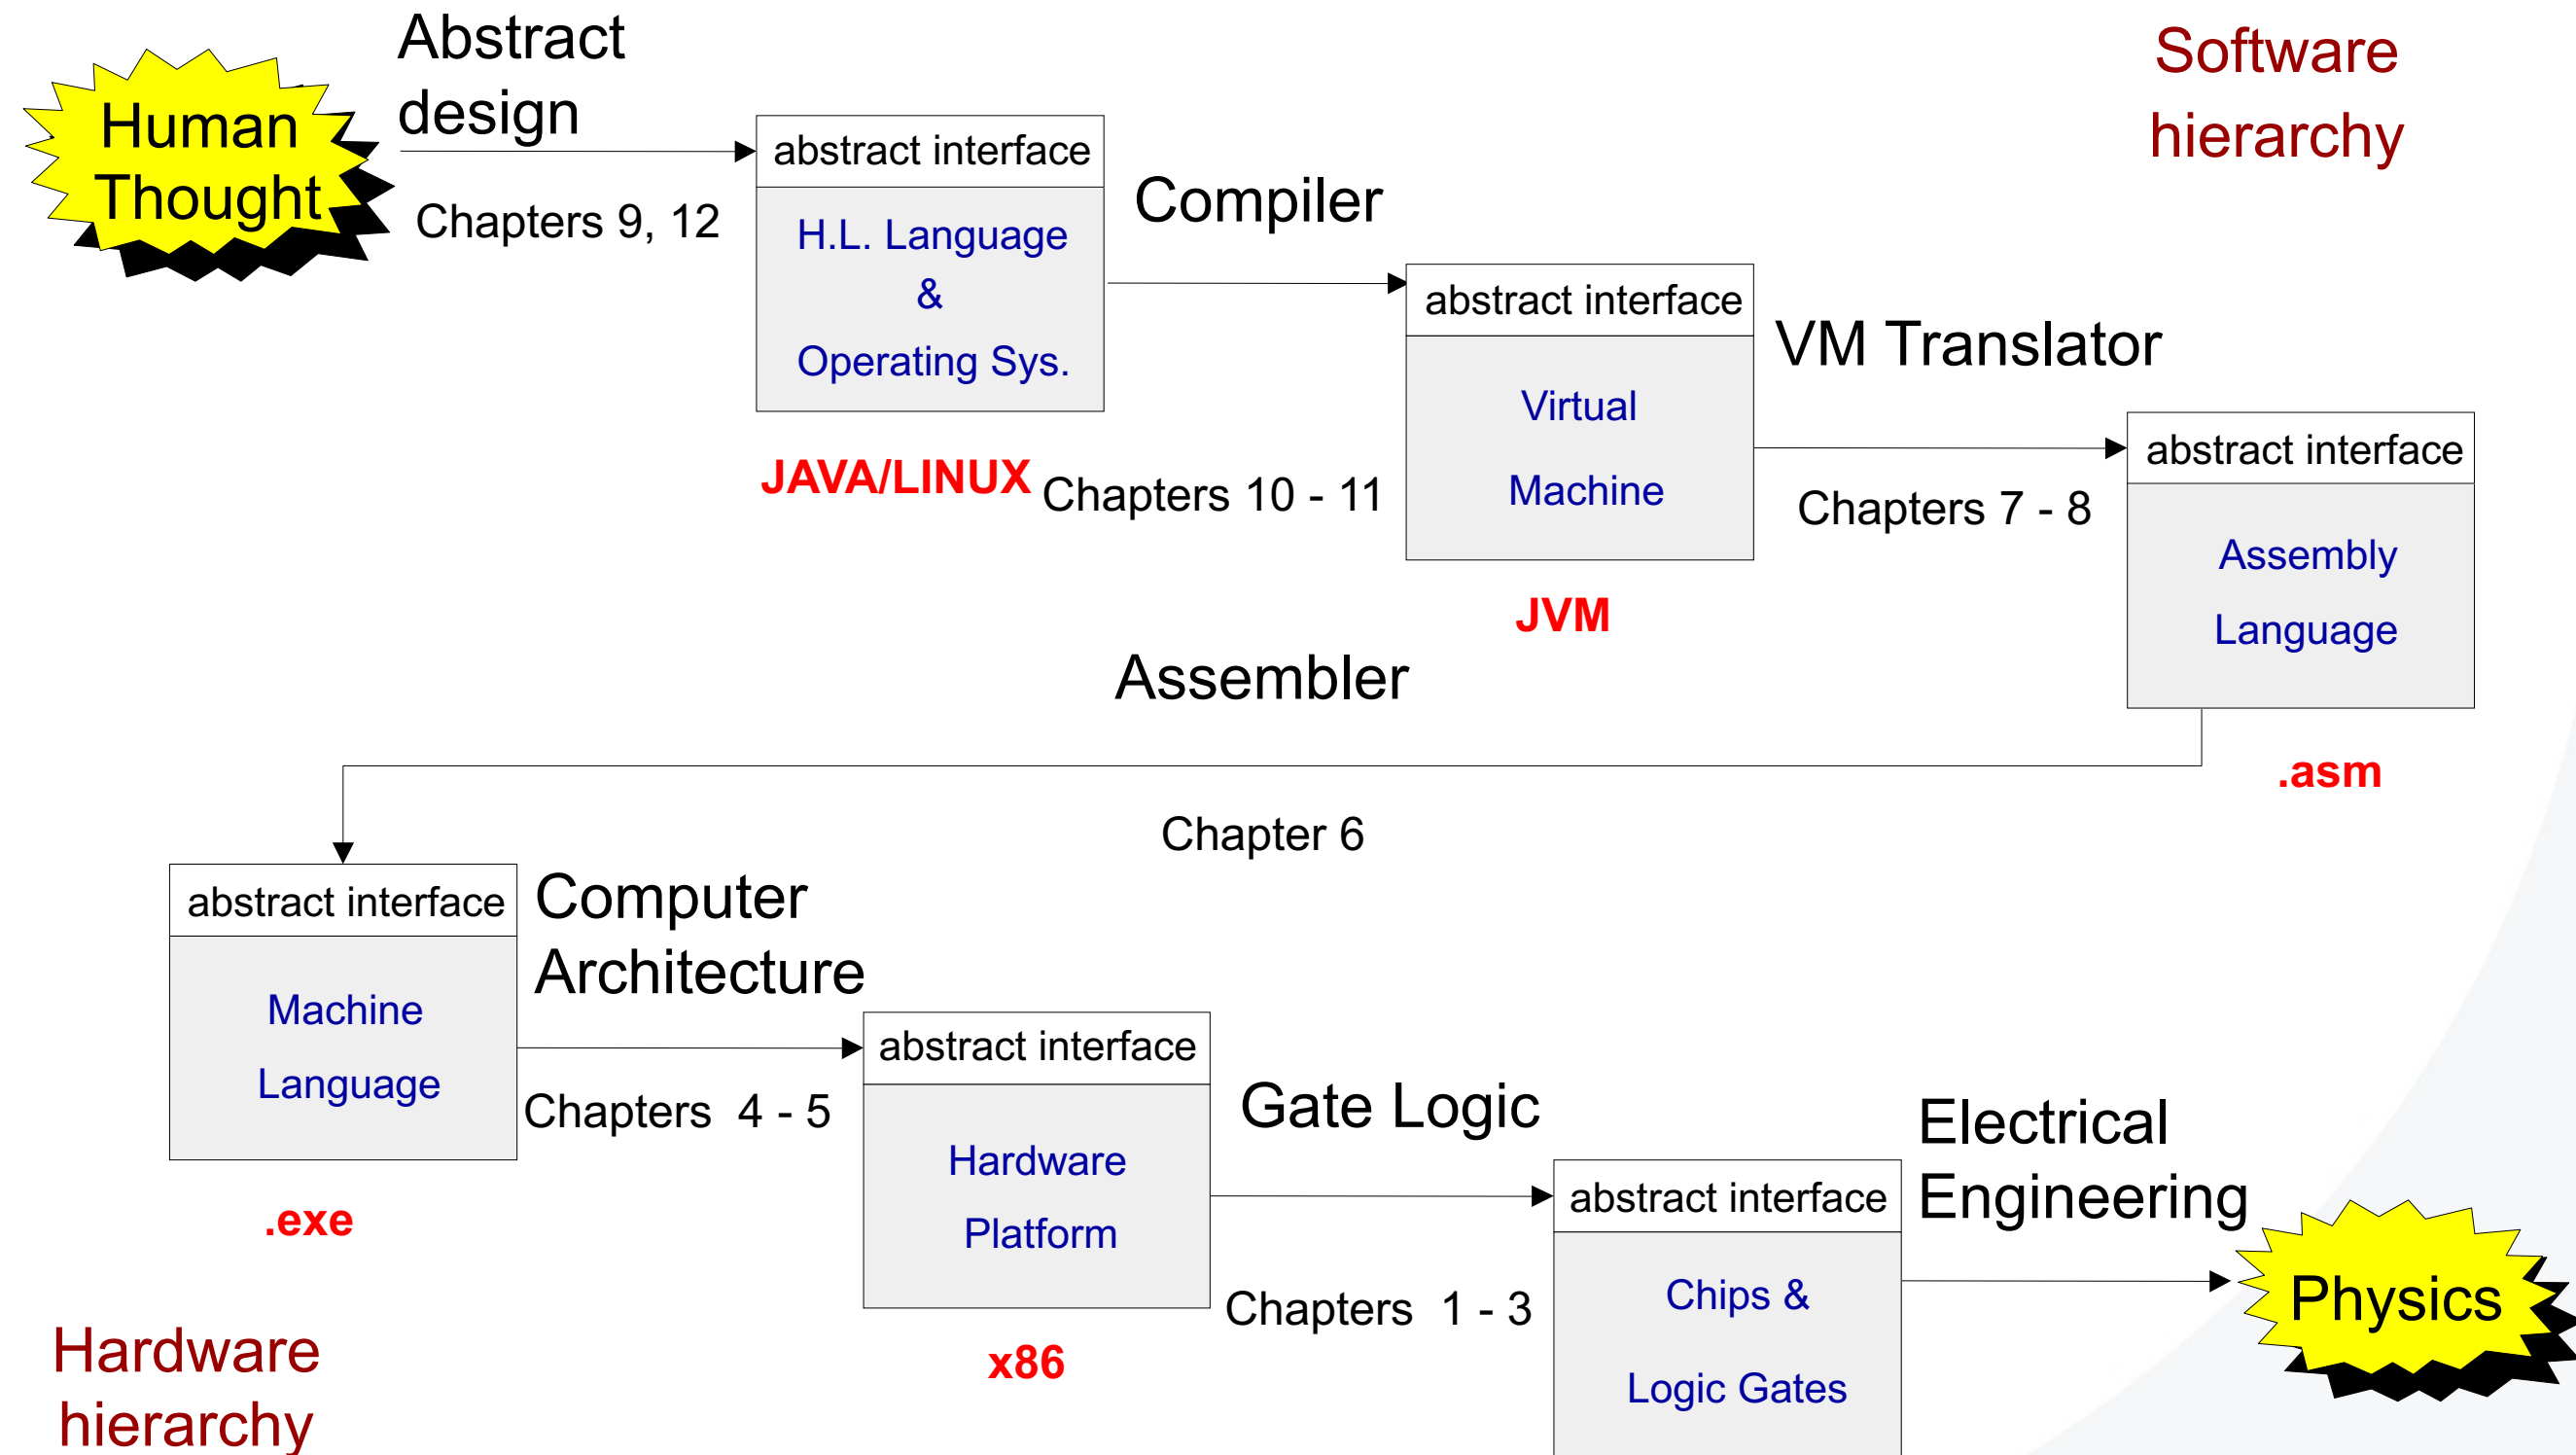 Abstract
design
Software
hierarchy
Human
Thought
Chapters 9, 12
abstract interface
H.L. Language
&
Operating Sys.
JAVA/LINUX
Compiler
Chapters 10 - 11
abstract interface
Virtual
Machine
JVM
VM Translator
Chapters 7 - 8
abstract interface
Assembly
Language
.asm
Assembler
Chapter 6
abstract interface
Machine
Language
.exe
Computer
Architecture
Chapters 4 - 5
abstract interface
Hardware
Platform
x86
Gate Logic
Chapters 1 - 3
abstract interface
Chips &
Logic Gates
Electrical
Engineering
Physics
Hardware
hierarchy